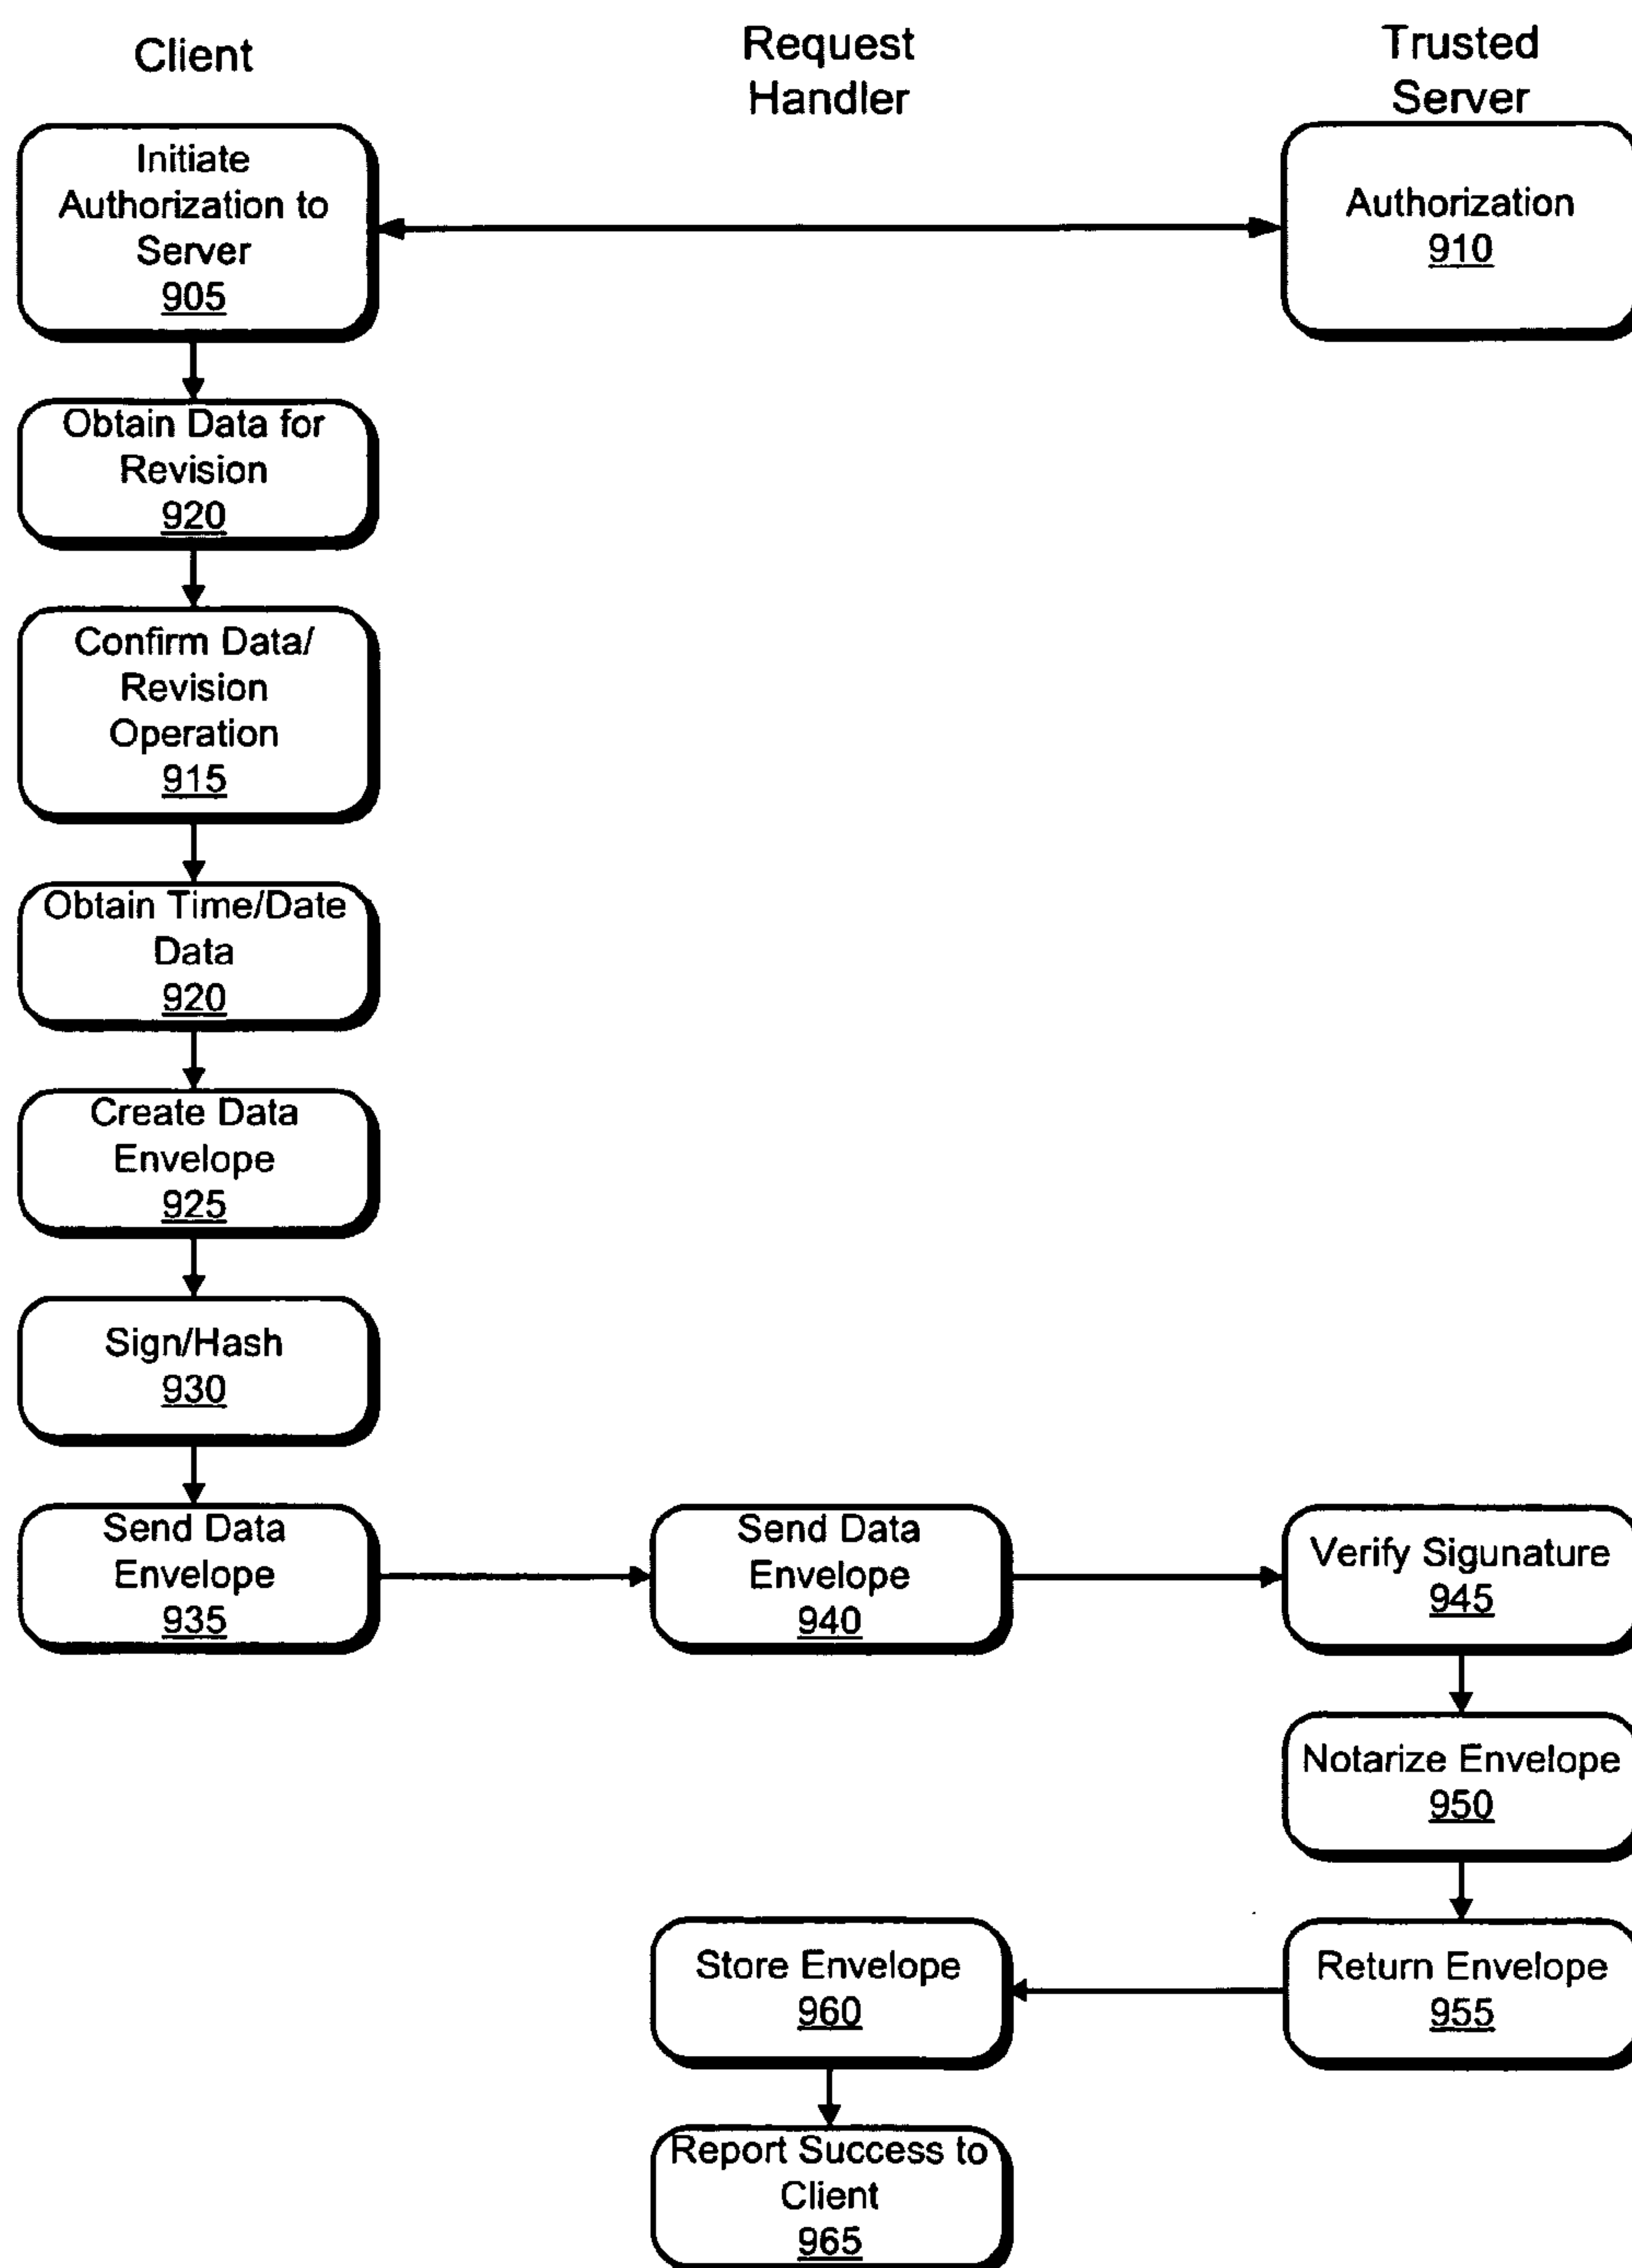 Client
Request
Handler
Trusted
Server
Initiate
Authorization to
Server
905
Authorization
910
Obtain Data for
Revision
920
Confirm Data/
Revision
Operation
915
Obtain Time/Date
Data
920
Create Data
Envelope
925
Sign/Hash
930
Send Data
Envelope
935
Send Data
Envelope
940
Verify Sigunature
945
Notarize Envelope
950
Return Envelope
955
Store Envelope
960
Report Success to
Client
965